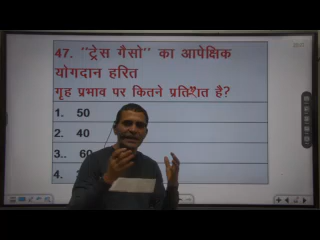 47. "ट्रेस गैसो" का आपेक्षिक
योगदान हरित
गृह प्रभाव पर कितने प्रतिशत है?
1. 50
2. 40
3.. 60
4.